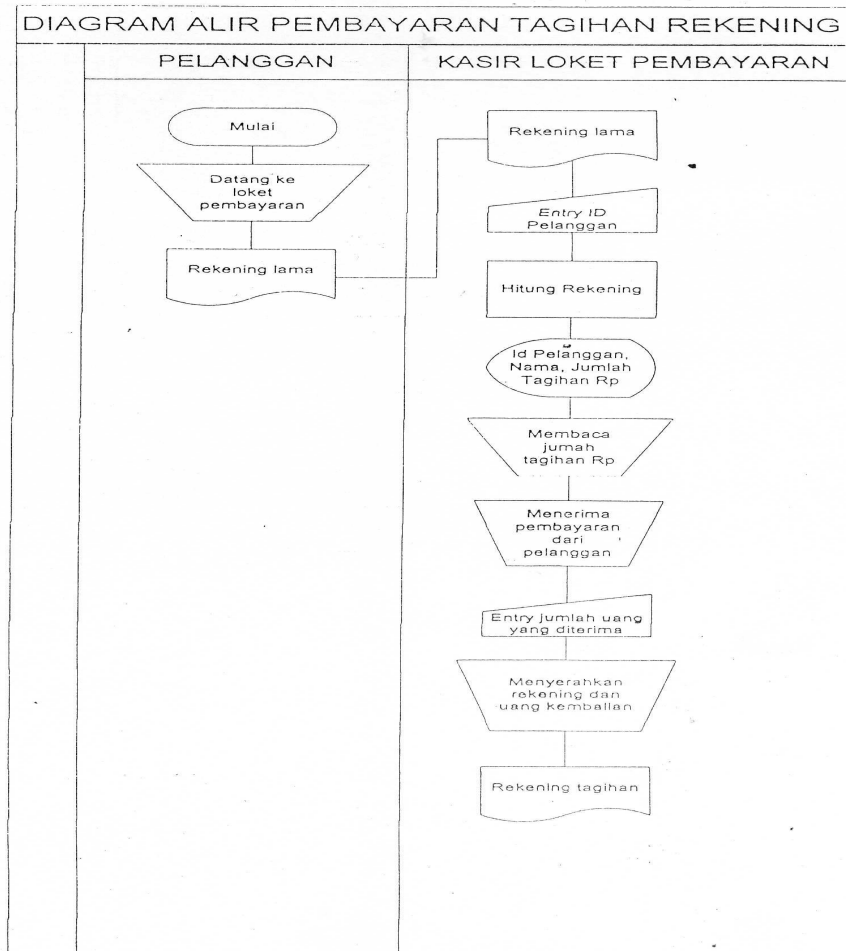 DIAGRAM ALIR PEMBAYARAN TAGIHAN REKENING
PELANGGAN
KASIR LOKET PEMBAYARAN
Mulai
Datang ke
loket
pembayaran
Rekening lama
Rekening lama
Entry ID
Pelanggan
Hitung Rekening
Id Pelanggan,
Nama, Jumlah
Tagihan Rp
Membaca
jumah
tagihan Rp
Menerima
pembayaran
dari
pelanggan
Entry jumlah uang
yang diterima
Menyerahkan
rekening dan
uang kembalian
Rekening tagihan